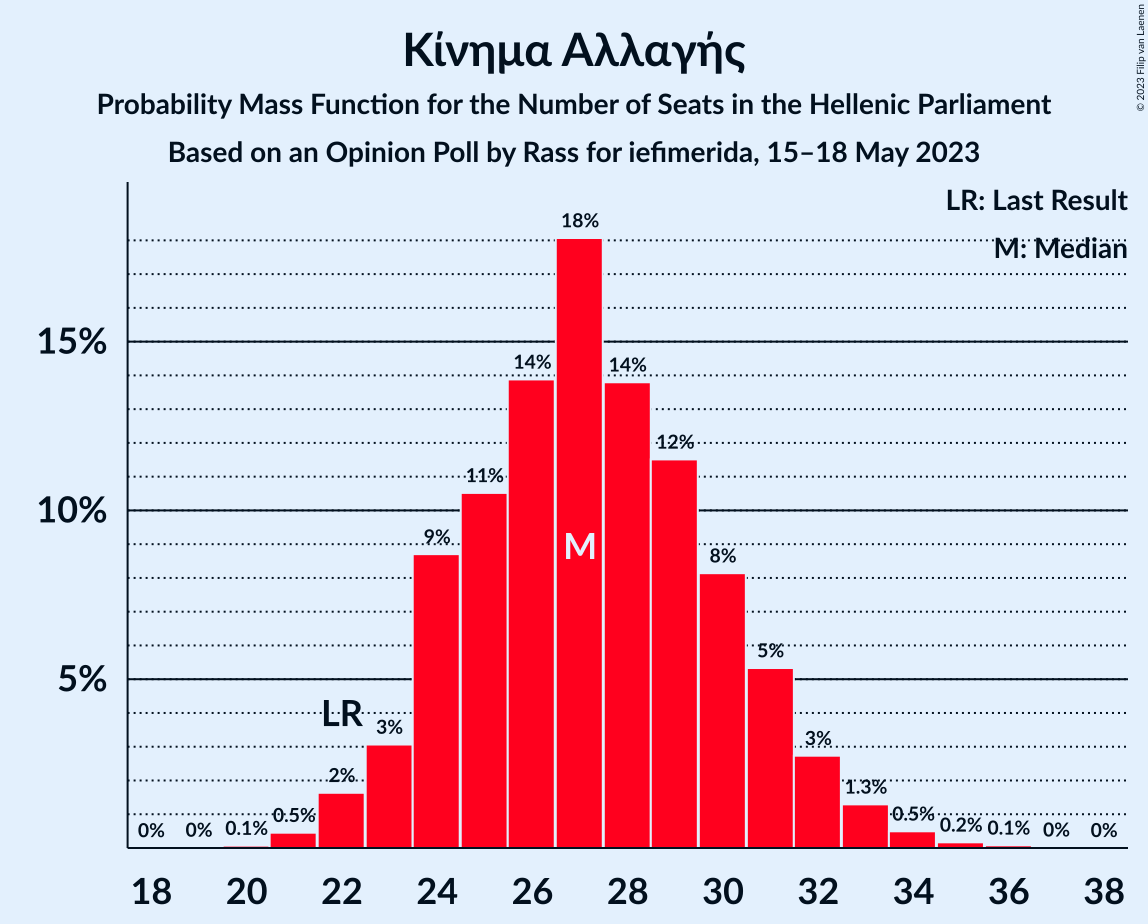 Κίνημα Αλλαγής
Probability Mass Function for the Number of Seats in the Hellenic Parliament
Based on an Opinion Poll by Rass for iefimerida, 15–18 May 2023
© 2023 Filip van Laenen
LR: Last Result
M: Median
15%
10%
5%
0%
0%
0.1%
0.5%
2%
LR
3%
9%
11%
14%
18%
M
14%
12%
8%
5%
3%
1.3%
0.5%
0.2%
0.1%
0%
0%
18 20 22 24 26 28 30 32 34 36 38